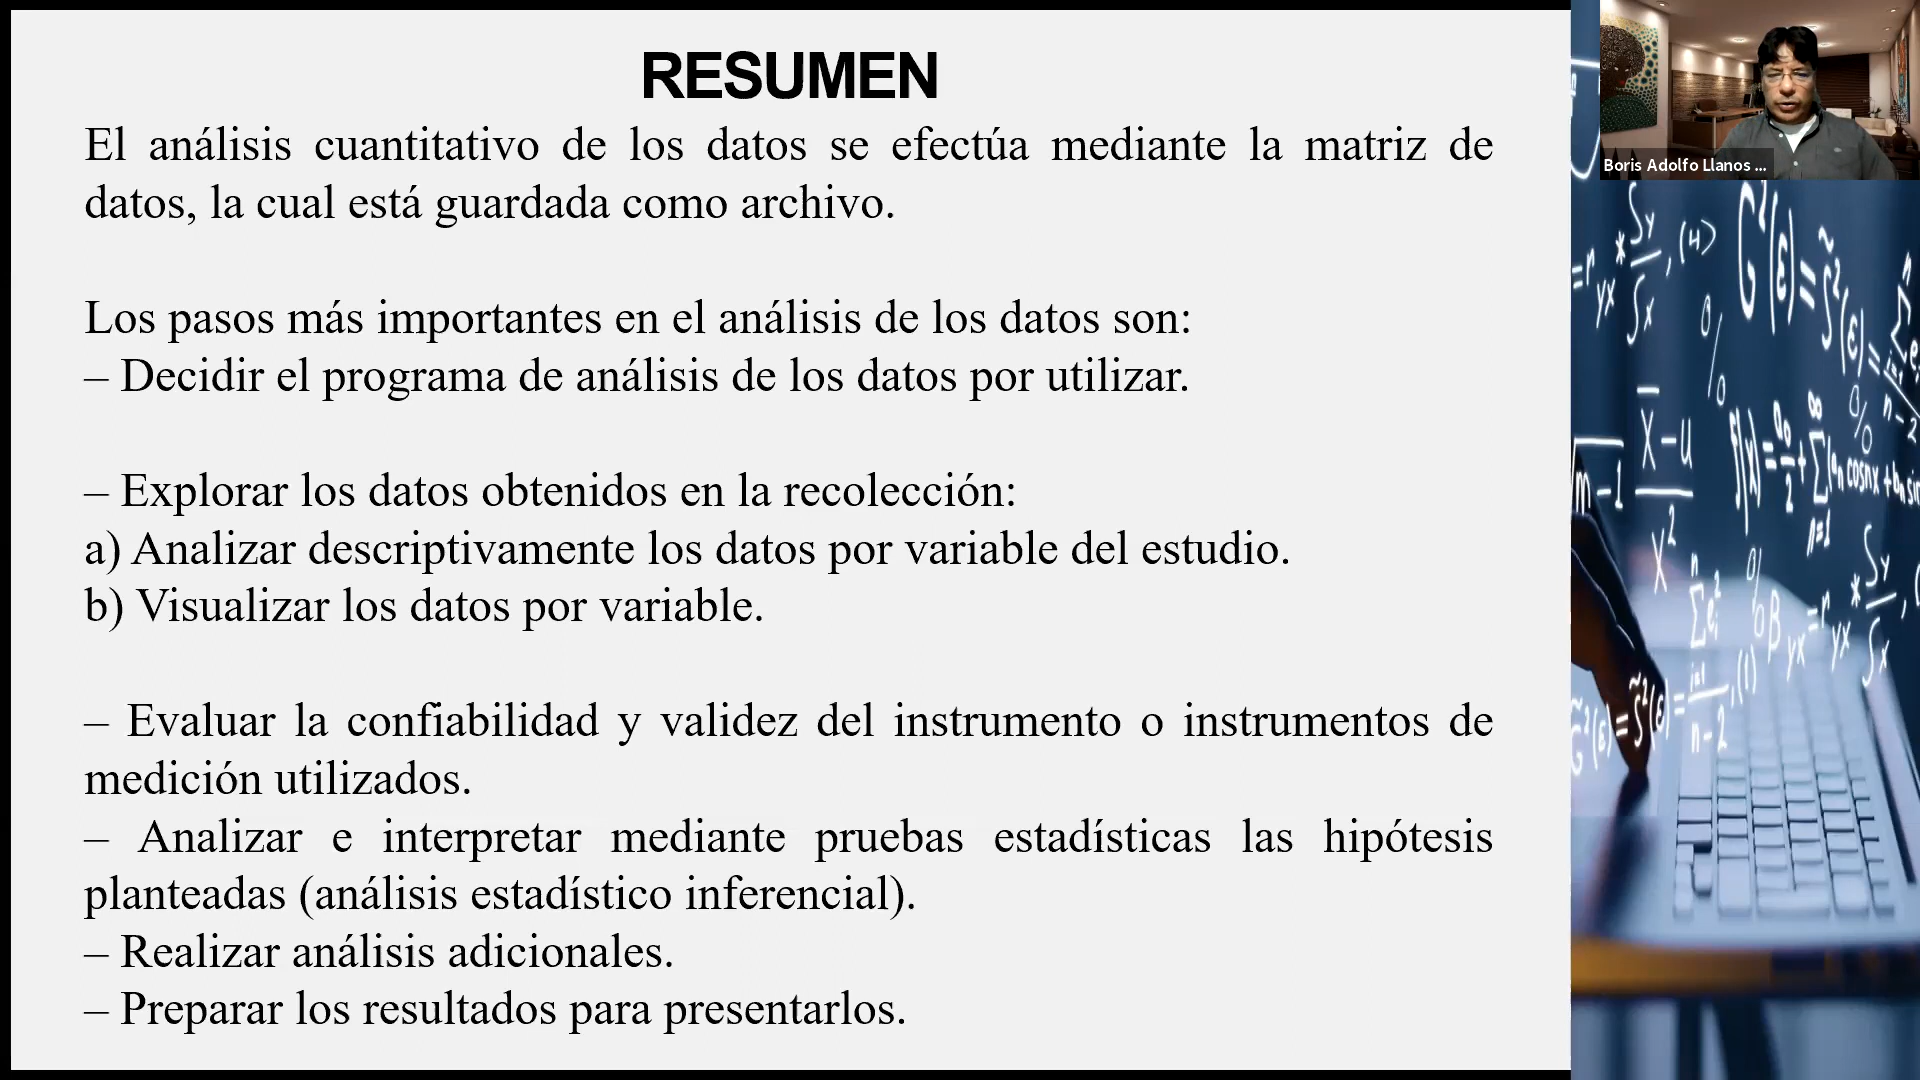 RESUMEN
El análisis cuantitativo de los datos se efectúa mediante la matriz de
datos, la cual está guardada como archivo.
Los pasos más importantes en el análisis de los datos son:
– Decidir el programa de análisis de los datos por utilizar.
– Explorar los datos obtenidos en la recolección:
a) Analizar descriptivamente los datos por variable del estudio.
b) Visualizar los datos por variable.
– Evaluar la confiabilidad y validez del instrumento o instrumentos de
medición utilizados.
– Analizar e interpretar mediante pruebas estadísticas las hipótesis
planteadas (análisis estadístico inferencial).
– Realizar análisis adicionales.
– Preparar los resultados para presentarlos.
Boris Adolfo Llanos ...